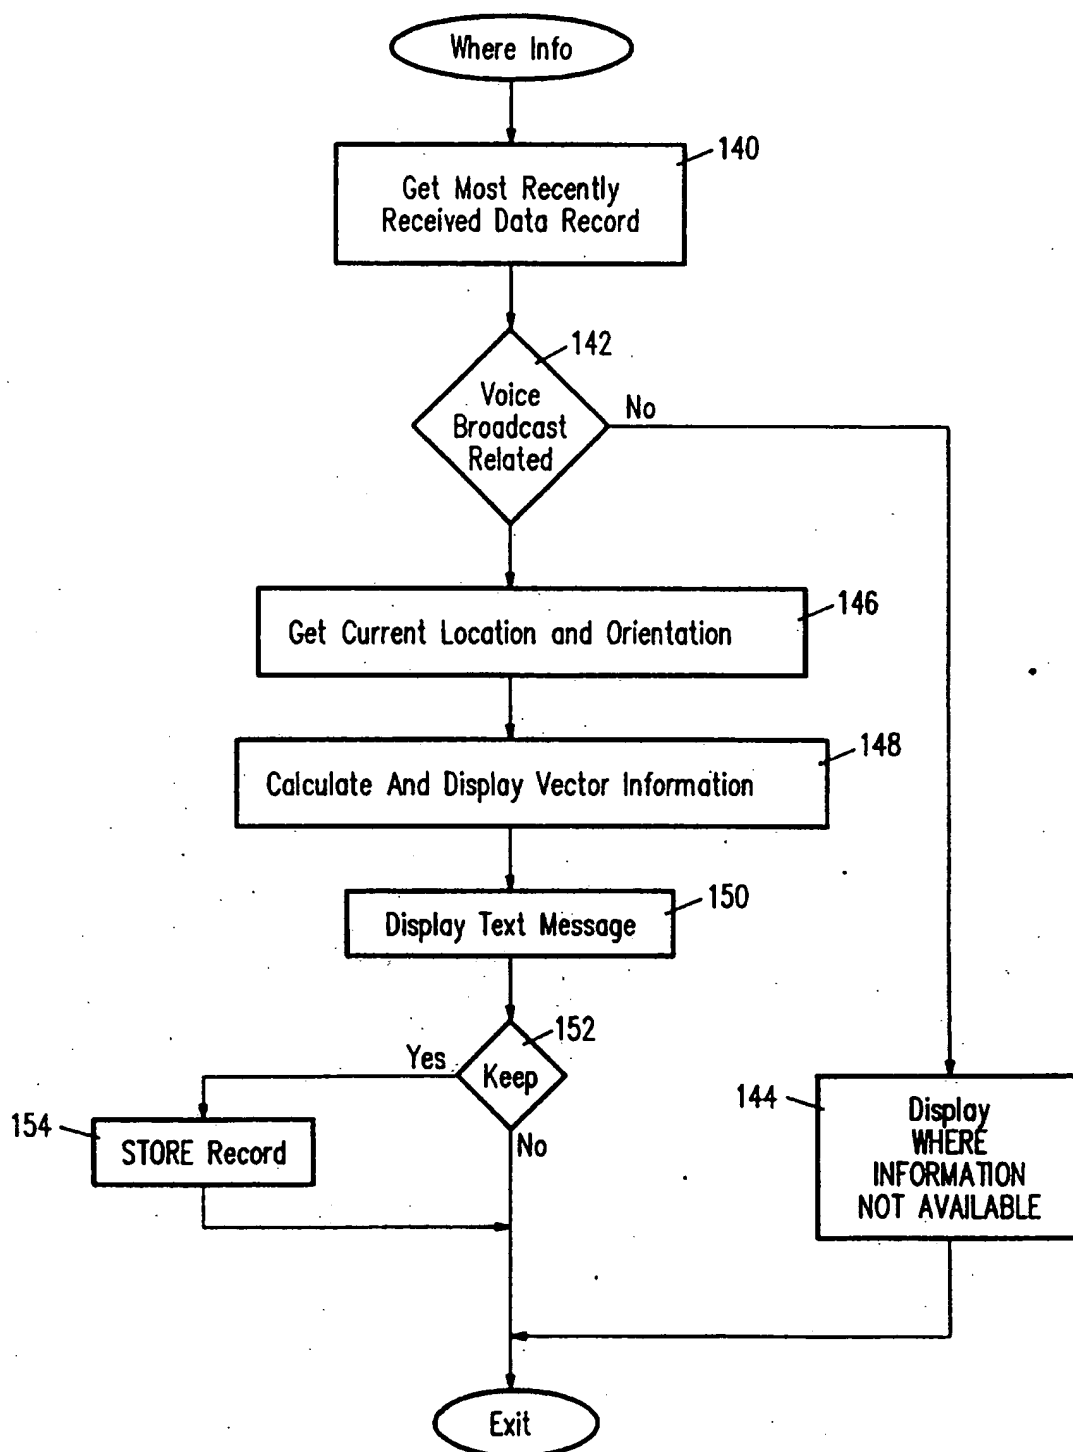 Where Info
140
Get Most Recently
Received Data Record
142
Voice
Broadcast
Related
No
146
Get Current Location and Orientation
148
Calculate And Display Vector Information
150
Display Text Message
152
Yes
Keep
No
154
STORE Record
144
Display
WHERE
INFORMATION
NOT AVAILABLE
Exit